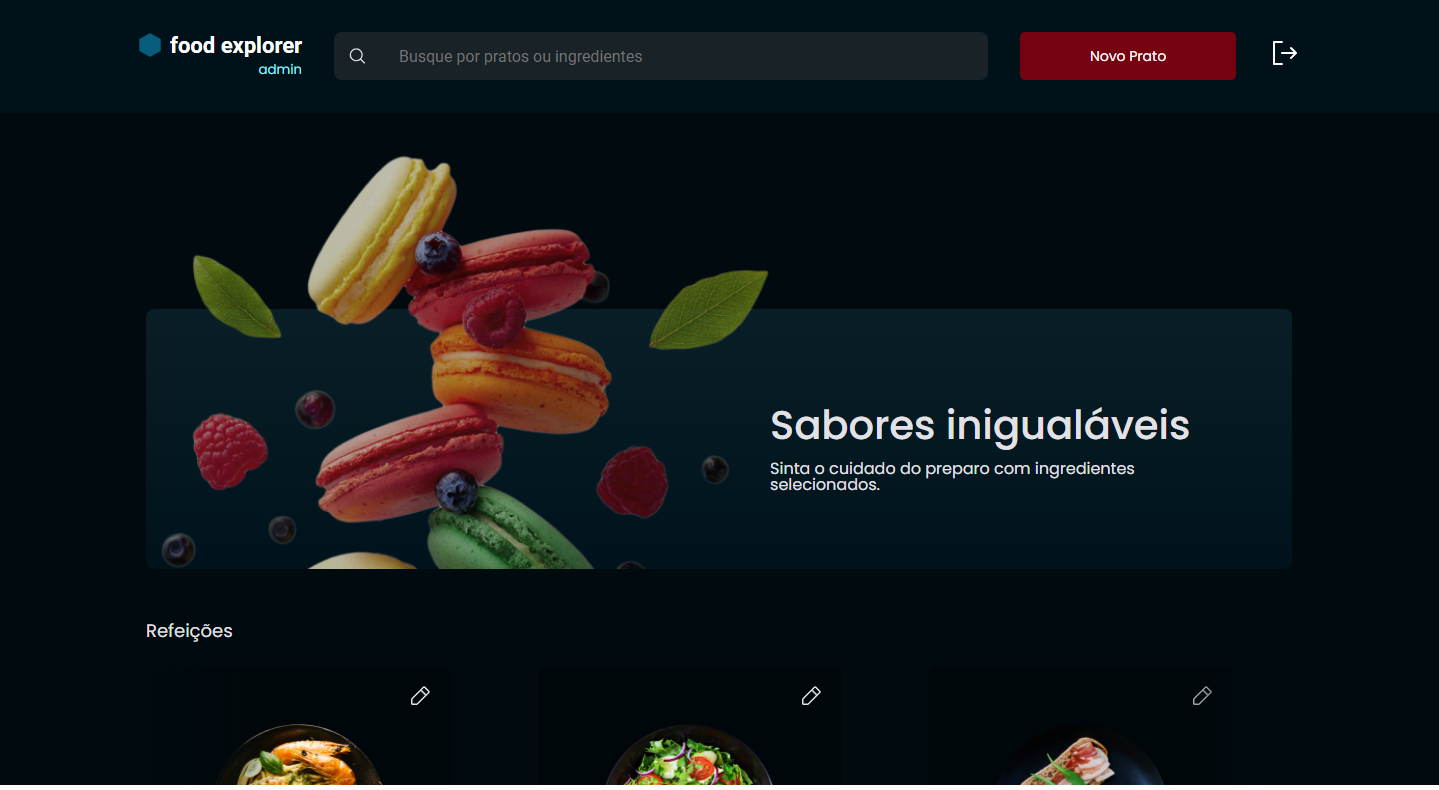 food explorer
admin
Busque por pratos ou ingredientes
Novo Prato
Sabores inigualáveis
Sinta o cuidado do preparo com ingredientes
selecionados.
Refeições